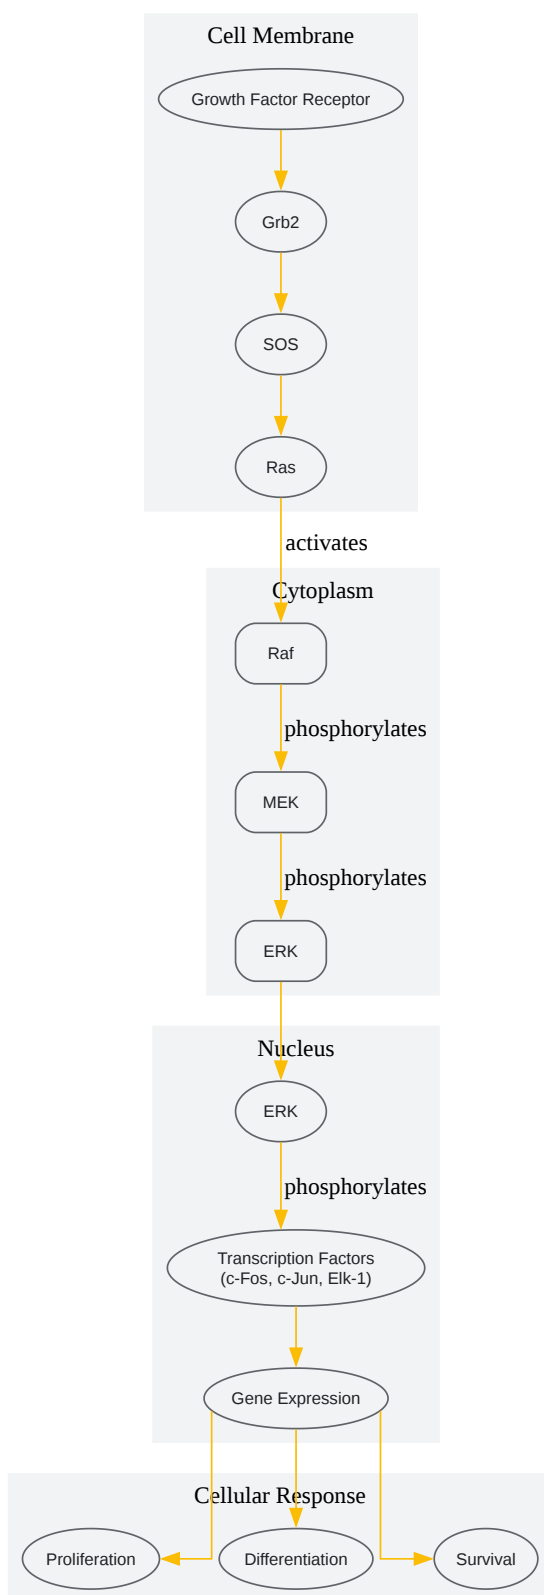 Cell Membrane
Growth Factor Receptor
Grb2
SOS
Ras
activates
Cytoplasm
Raf
phosphorylates
MEK
phosphorylates
ERK
Nucleus
ERK
phosphorylates
Transcription Factors
(c-Fos, c-Jun, Elk-1)
Gene Expression
Cellular Response
Proliferation
Differentiation
Survival